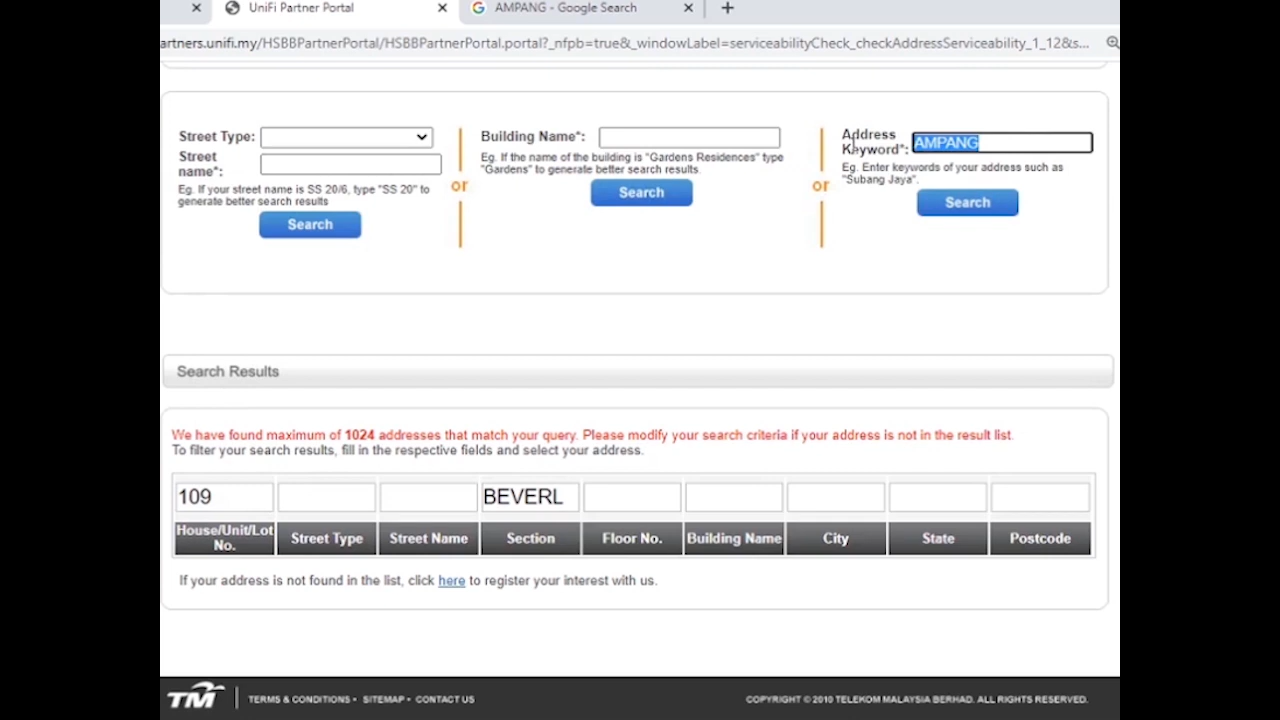 UniFi Partner Portal
AMPANG - Google Search
artners.unifi.my/HSBBPartnerPortal/HSBBPartnerPortal.portal?_nfpb=true&_windowLabel=serviceabilityCheck_checkAddressServiceability_1_12&s...
Street Type:
Street name*:
Eg. If your street name is SS 20/6, type "SS 20" to
generate better search results
Search
or
Building Name*:
Eg. If the name of the building is "Gardens Residences" type
"Gardens" to generate better search results.
Search
or
Address
Keyword*:
AMPANG
Eg. Enter keywords of your address such as
"Subang Jaya".
Search
Search Results
We have found maximum of 1024 addresses that match your query. Please modify your search criteria if your address is not in the result list.
To filter your search results, fill in the respective fields and select your address.
109 BEVERL
House/Unit/Lot No. Street Type Street Name Section Floor No. Building Name City State Postcode
If your address is not found in the list, click here to register your interest with us.
TM TERMS & CONDITIONS • SITEMAP • CONTACT US COPYRIGHT © 2010 TELEKOM MALAYSIA BERHAD. ALL RIGHTS RESERVED.